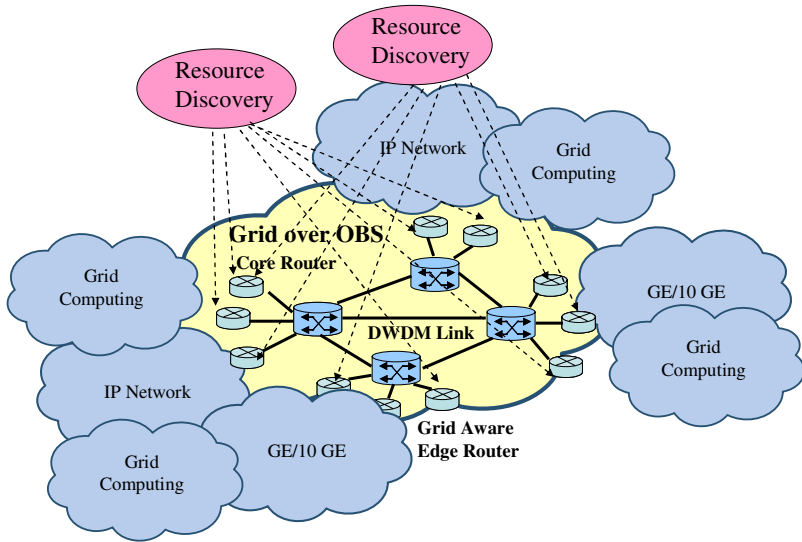 Resource
Discovery
Resource
Discovery
IP Network
Grid
Computing
Grid over OBS
Core Router
Grid
Computing
GE/10 GE
DWDM Link
Grid
Computing
IP Network
Grid Aware
Edge Router
GE/10 GE
Grid
Computing